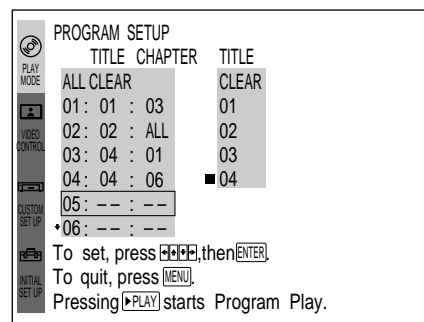 PROGRAM SETUP
TITLE CHAPTER TITLE
ALL CLEAR CLEAR
01: 01 : 03 01
02: 02 : ALL 02
03: 04 : 01 03
04: 04 : 06 04
05: -- : --
06: -- : --
To set, press ,then ENTER.
To quit, press MENU.
Pressing PLAY starts Program Play.
PLAY
MODE
VIDEO
CONTROL
CUSTOM
SET UP
INITIAL
SET UP